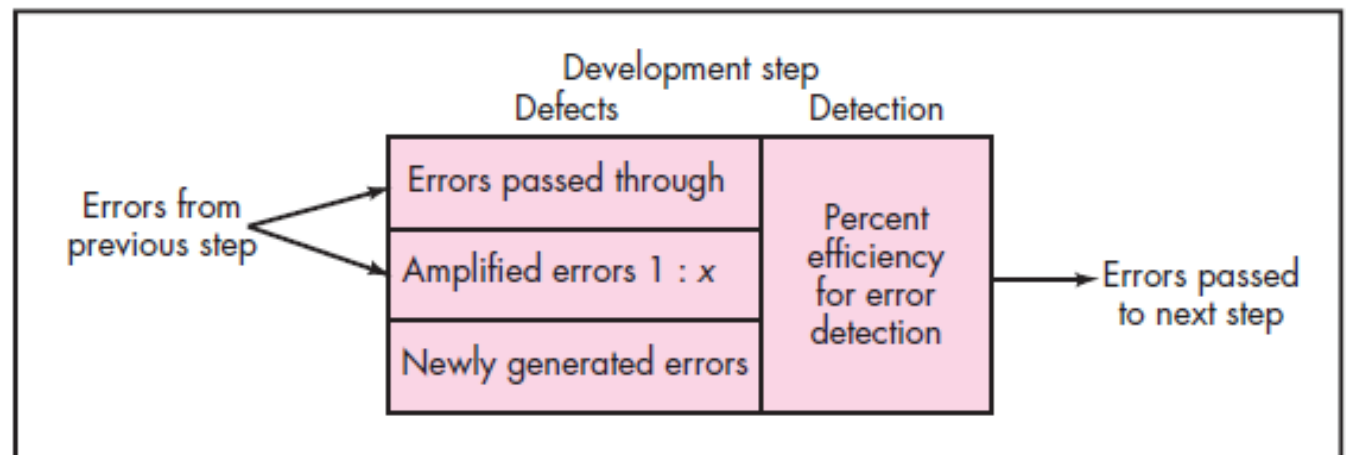 Development step
Defects
Detection
Errors from
previous step
Errors passed through
Amplified errors 1 : x
Newly generated errors
Percent
efficiency
for error
detection
Errors passed
to next step